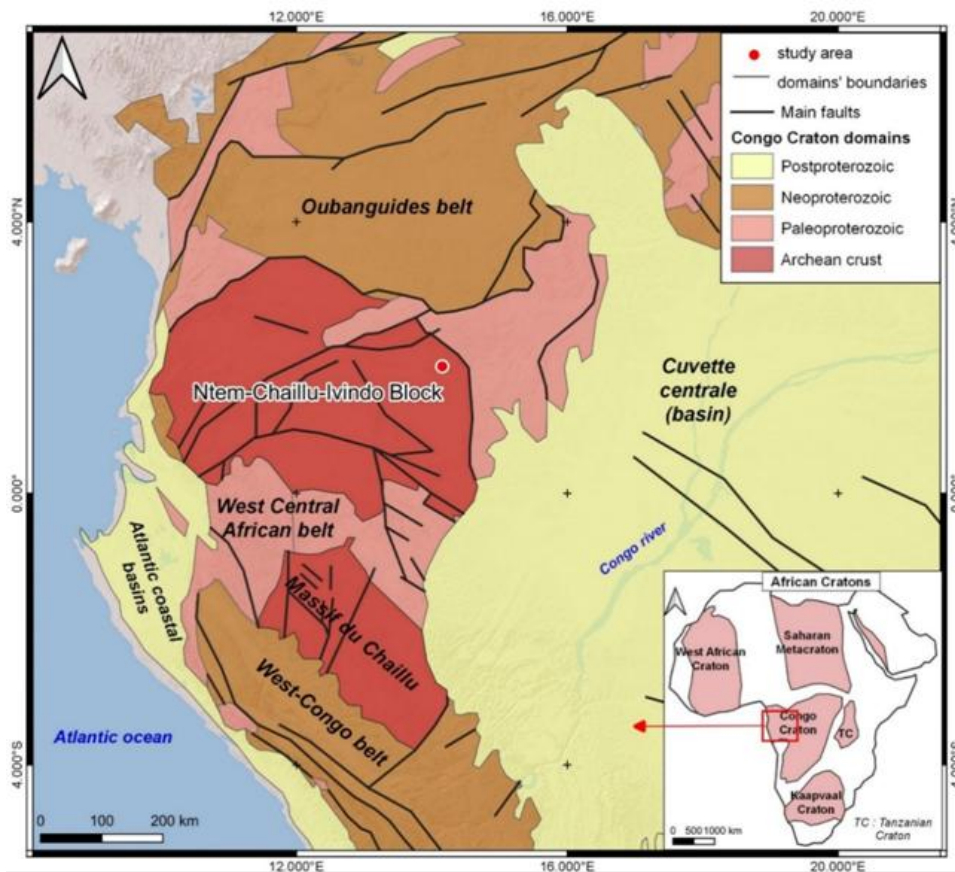 12.000°E
16.000°E
20.000°E
study area
domains' boundaries
Main faults
Congo Craton domains
Postproterozoic
Neoproterozoic
Paleoproterozoic
Archean crust
4.000°N
4.000°N
Oubanguides belt
Ntem-Chaillu-Ivindo Block
Cuvette
centrale
(basin)
0.000°
0.000°
West Central
African belt
Atlantic coastal
basins
Congo river
Massif du Chaillu
West-Congo belt
Atlantic ocean
4.000°S
4.000°S
African Cratons
West African
Craton
Saharan
Metacraton
Congo
Craton
TC
Kaapvaal
Craton
TC : Tanzanian
Craton
0 500 1000 km
0 100 200 km
12.000°E
16.000°E
20.000°E